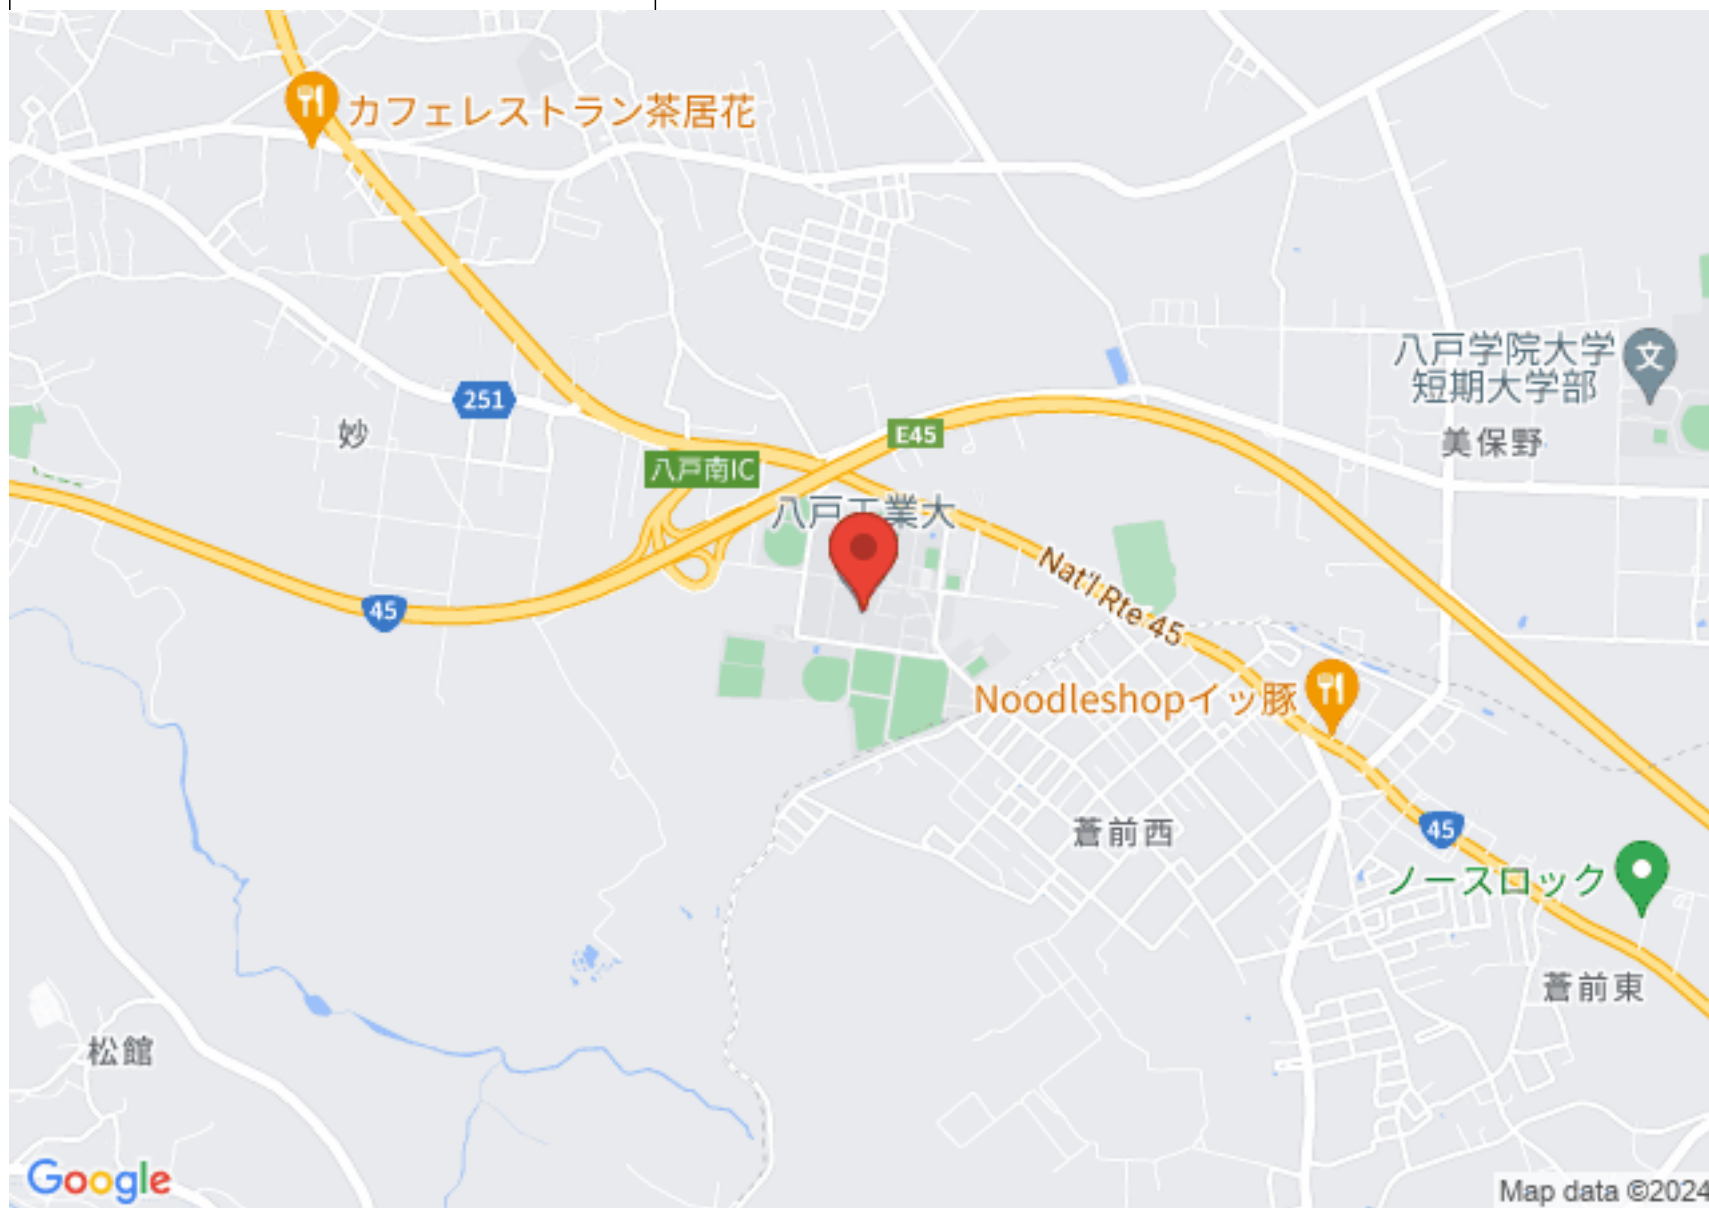 カフェレストラン茶居花
八戸学院大学
短期大学部
251
E45
妙
美保野
八戸南IC
八戸工業大
Nat'l Rte 45
45
Noodleshopイッ豚
蒼前西
45
ノースロック
蒼前東
松館
Google
Map data ©2024